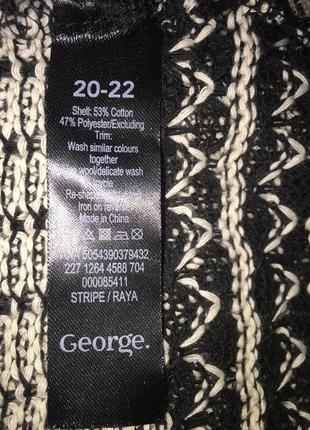 20-22
Shell: 53% Cotton
47% Polyester/Excluding
Trim:
Wash similar colours
together
wool/delicate wash
cycle
Re-shape
Iron on reverse
Made in China
5054390379432
227 1264 4588 704
000085411
STRIPE / RAYA
George.